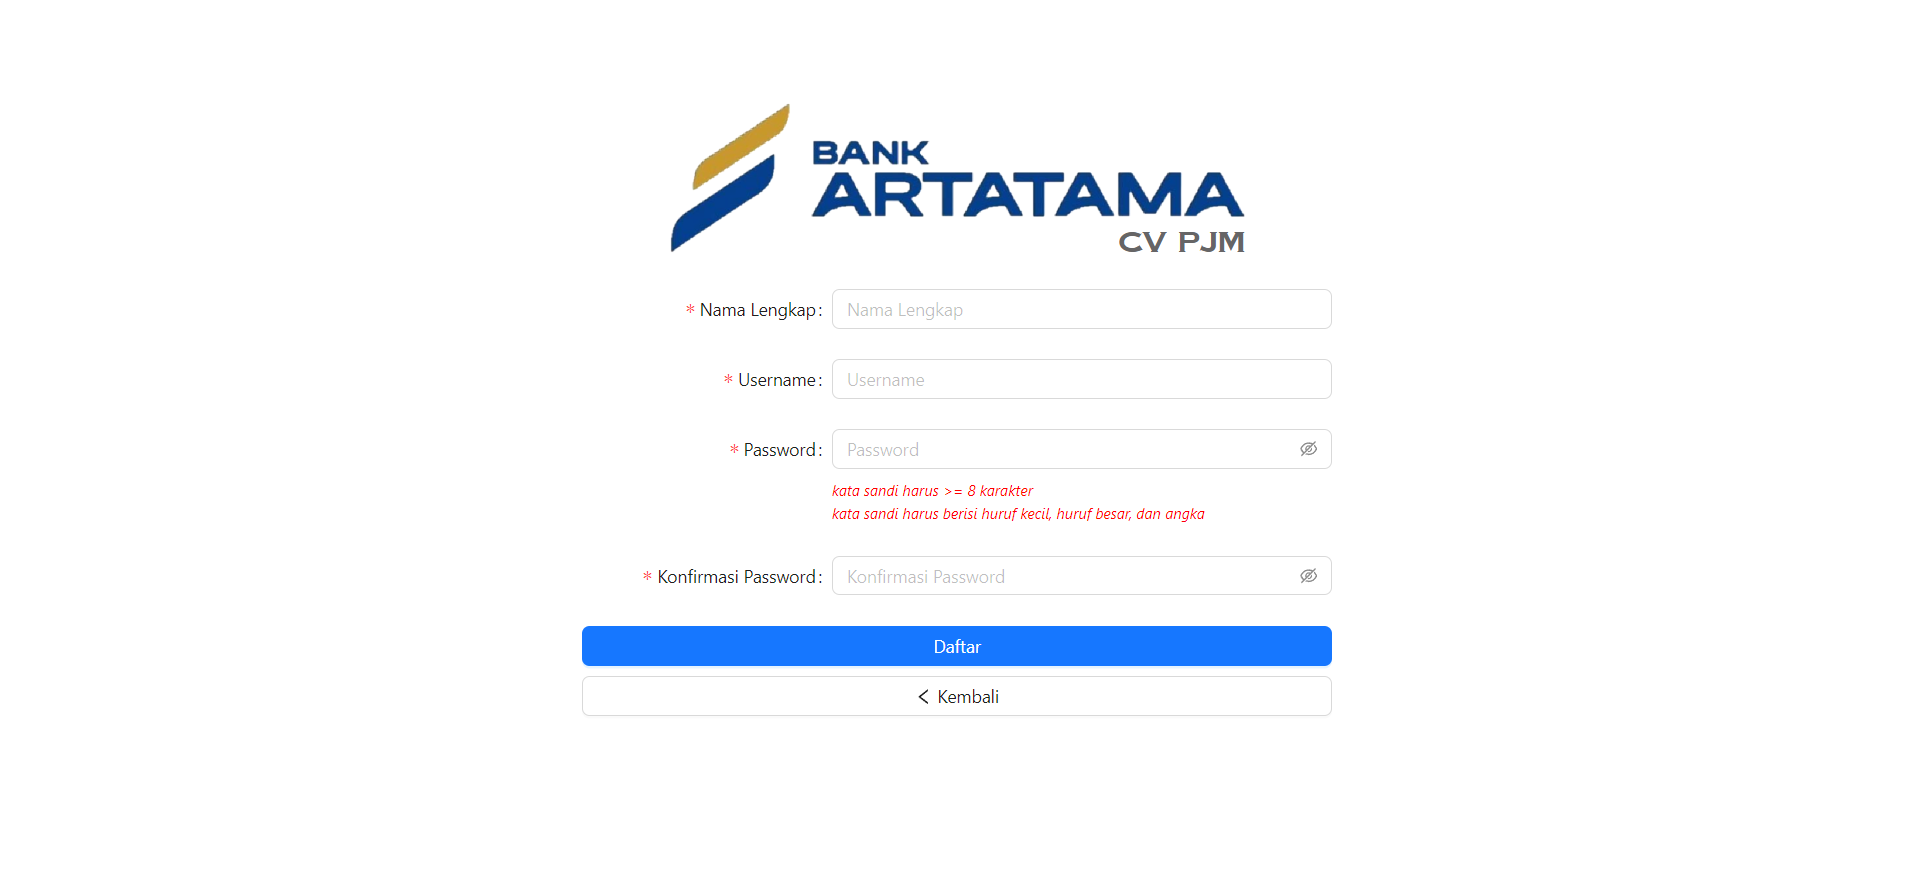 BANK
ARTATAMA
CV PJM
* Nama Lengkap: Nama Lengkap
* Username: Username
* Password: Password
kata sandi harus >= 8 karakter
kata sandi harus berisi huruf kecil, huruf besar, dan angka
* Konfirmasi Password: Konfirmasi Password
Daftar
< Kembali